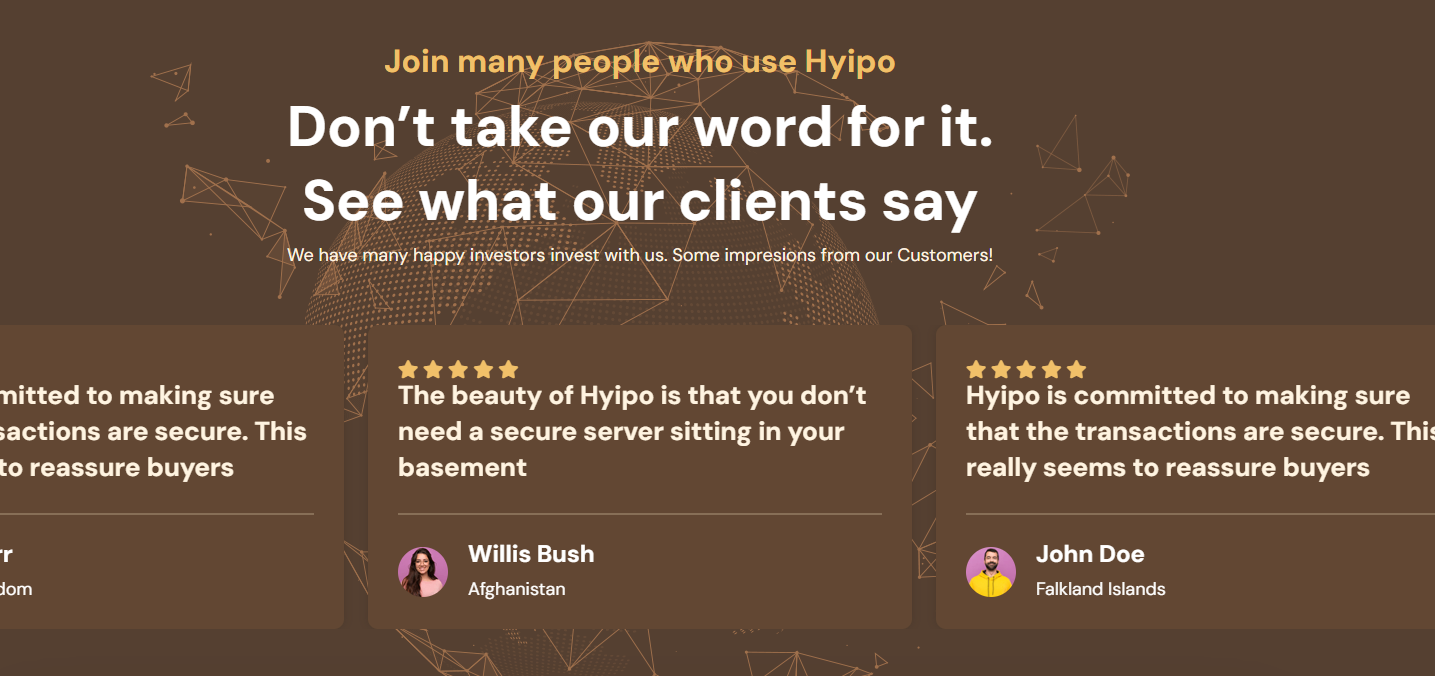 Join many people who use Hyipo
Don’t take our word for it.
See what our clients say
We have many happy investors invest with us. Some impresions from our Customers!
to making sure
are secure. This
to reassure buyers
The beauty of Hyipo is that you don’t
need a secure server sitting in your
basement
Willis Bush
Afghanistan
Hyipo is committed to making sure
that the transactions are secure. This
really seems to reassure buyers
John Doe
Falkland Islands